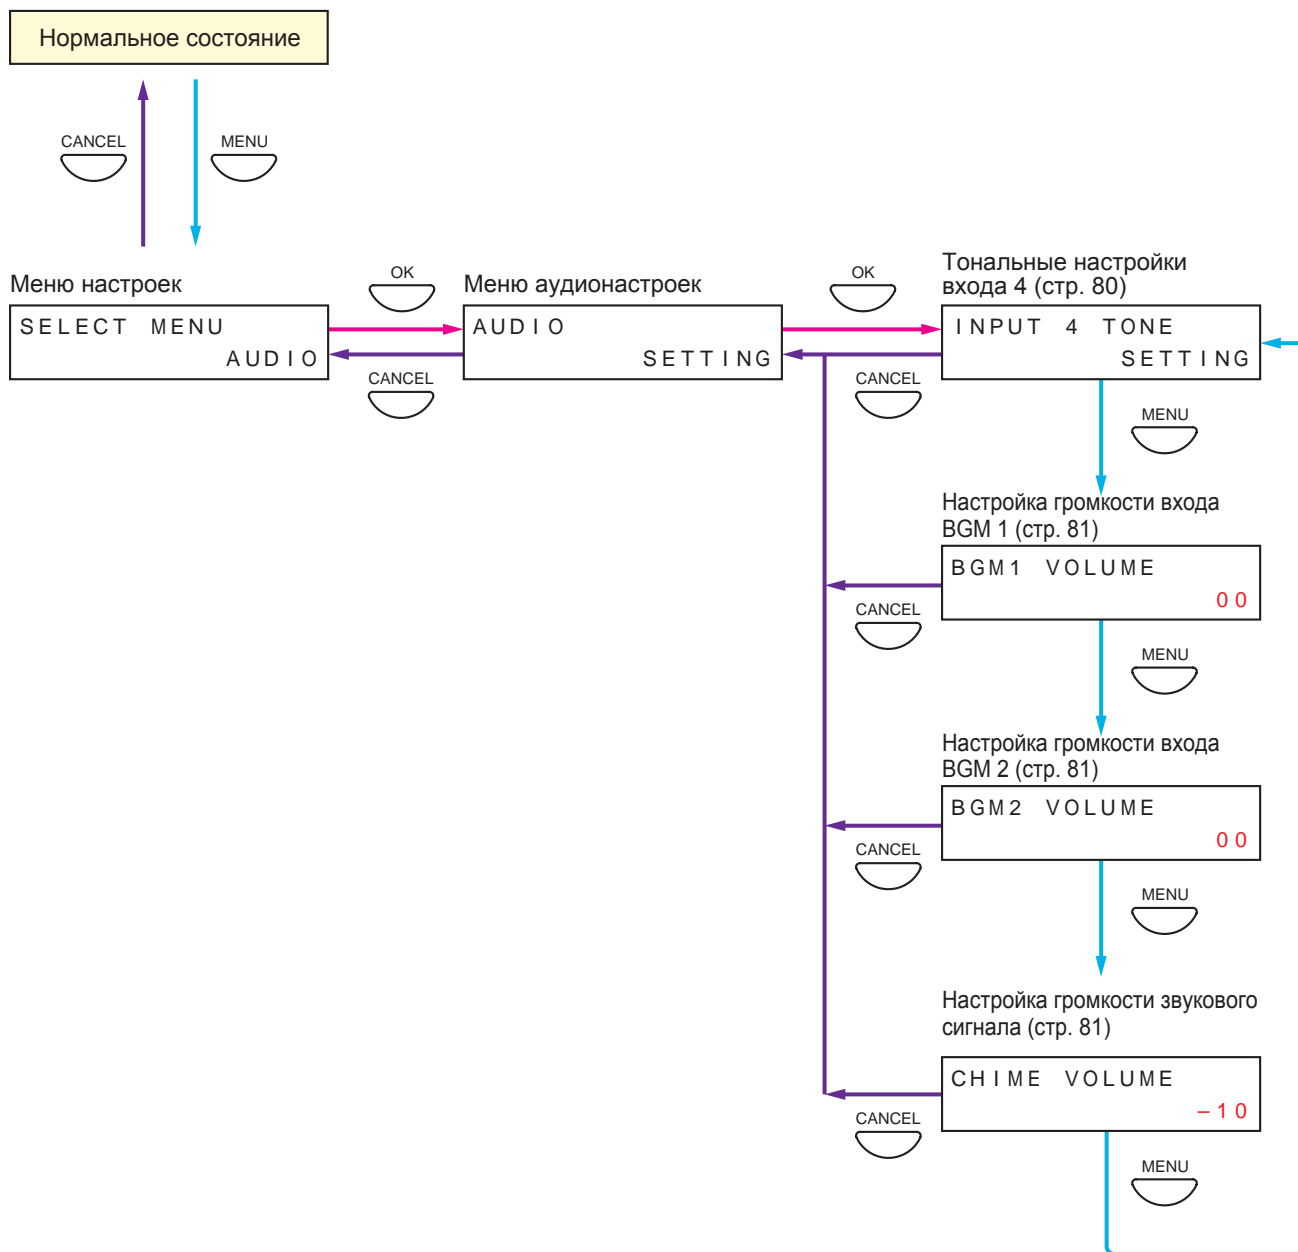 Нормальное состояние
CANCEL
MENU
Меню настроек
SELECT MENU
AUDIO
OK
CANCEL
Меню аудионастроек
AUDIO
SETTING
OK
CANCEL
Тональные настройки
входа 4 (стр. 80)
INPUT 4 TONE
SETTING
MENU
Настройка громкости входа
BGM 1 (стр. 81)
BGM1 VOLUME
00
CANCEL
MENU
Настройка громкости входа
BGM 2 (стр. 81)
BGM2 VOLUME
00
CANCEL
MENU
Настройка громкости звукового
сигнала (стр. 81)
CHIME VOLUME
–10
CANCEL
MENU